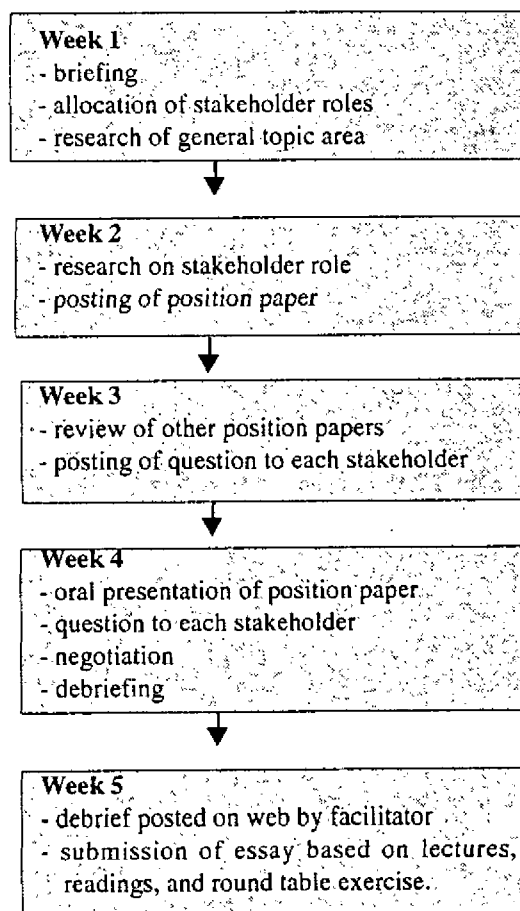 Week 1
- briefing
- allocation of stakeholder roles
- research of general topic area
Week 2
- research on stakeholder role
- posting of position paper
Week 3
- review of other position papers
- posting of question to each stakeholder
Week 4
- oral presentation of position paper
- question to each stakeholder
- negotiation
- debriefing
Week 5
- debrief posted on web by facilitator
- submission of essay based on lectures,
readings, and round table exercise.